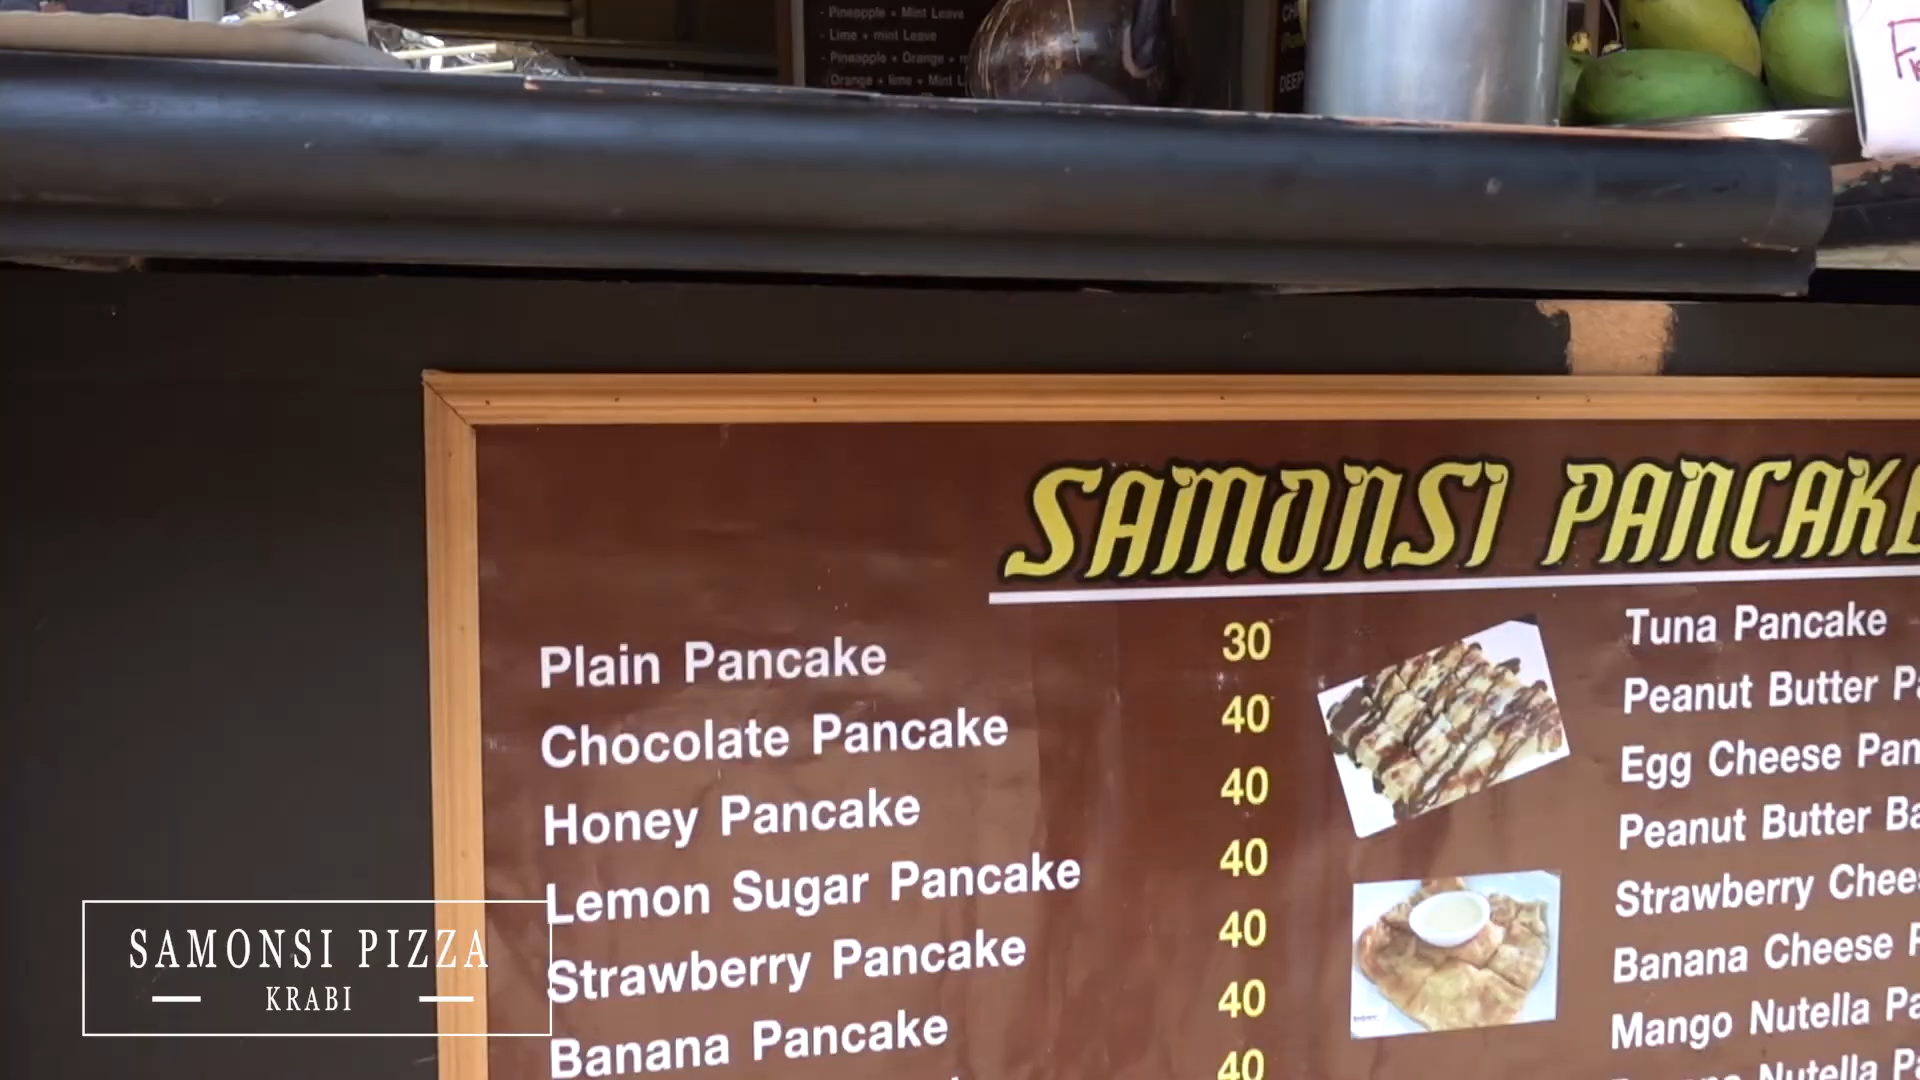 - Pineapple + Mint Leave
- Lime + mint Leave
- Pineapple + Orange +
- Orange + lime + Mint
DEEP
SAMONSI PANCAKE
Plain Pancake 30
Chocolate Pancake 40
Honey Pancake 40
Lemon Sugar Pancake 40
Strawberry Pancake 40
Banana Pancake 40
40
Tuna Pancake
Peanut Butter
Egg Cheese
Peanut Butter
Strawberry
Banana Cheese
Mango Nutella
Nutella
SAMONSI PIZZA
KRABI